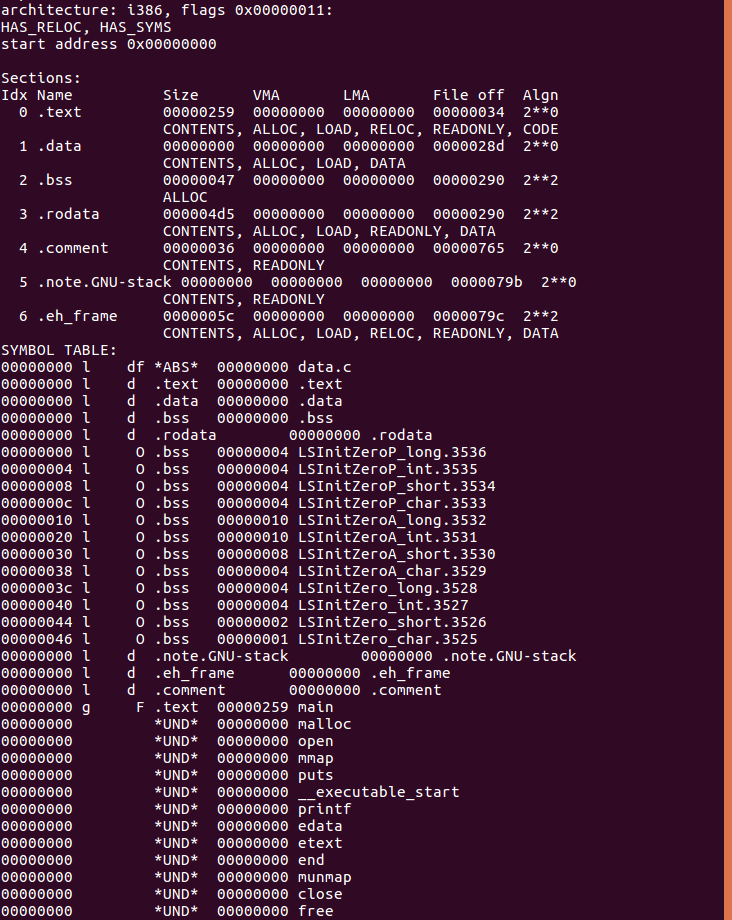 architecture: i386, flags 0x00000011:
HAS_RELOC, HAS_SYMS
start address 0x00000000

Sections:
Idx Name          Size      VMA       LMA       File off  Algn
  0 .text         00000259  00000000  00000000  00000034  2**0
                  CONTENTS, ALLOC, LOAD, RELOC, READONLY, CODE
  1 .data         00000000  00000000  00000000  0000028d  2**0
                  CONTENTS, ALLOC, LOAD, DATA
  2 .bss          00000047  00000000  00000000  00000290  2**2
                  ALLOC
  3 .rodata       000004d5  00000000  00000000  00000290  2**2
                  CONTENTS, ALLOC, LOAD, READONLY, DATA
  4 .comment      00000036  00000000  00000000  00000765  2**0
                  CONTENTS, READONLY
  5 .note.GNU-stack 00000000  00000000  00000000  0000079b  2**0
                  CONTENTS, READONLY
  6 .eh_frame     0000005c  00000000  00000000  0000079c  2**2
                  CONTENTS, ALLOC, LOAD, RELOC, READONLY, DATA
SYMBOL TABLE:
00000000 l    df *ABS*  00000000 data.c
00000000 l    d  .text  00000000 .text
00000000 l    d  .data  00000000 .data
00000000 l    d  .bss   00000000 .bss
00000000 l    d  .rodata        00000000 .rodata
00000000 l     O .bss   00000004 LSInitZeroP_long.3536
00000004 l     O .bss   00000004 LSInitZeroP_int.3535
00000008 l     O .bss   00000004 LSInitZeroP_short.3534
0000000c l     O .bss   00000004 LSInitZeroP_char.3533
00000010 l     O .bss   00000010 LSInitZeroA_long.3532
00000020 l     O .bss   00000010 LSInitZeroA_int.3531
00000030 l     O .bss   00000008 LSInitZeroA_short.3530
00000038 l     O .bss   00000004 LSInitZeroA_char.3529
0000003c l     O .bss   00000004 LSInitZero_long.3528
00000040 l     O .bss   00000004 LSInitZero_int.3527
00000044 l     O .bss   00000002 LSInitZero_short.3526
00000046 l     O .bss   00000001 LSInitZero_char.3525
00000000 l    d  .note.GNU-stack        00000000 .note.GNU-stack
00000000 l    d  .eh_frame      00000000 .eh_frame
00000000 l    d  .comment       00000000 .comment
00000000 g     F .text  00000259 main
00000000         *UND*  00000000 malloc
00000000         *UND*  00000000 open
00000000         *UND*  00000000 mmap
00000000         *UND*  00000000 puts
00000000         *UND*  00000000 __executable_start
00000000         *UND*  00000000 printf
00000000         *UND*  00000000 edata
00000000         *UND*  00000000 etext
00000000         *UND*  00000000 end
00000000         *UND*  00000000 munmap
00000000         *UND*  00000000 close
00000000         *UND*  00000000 free